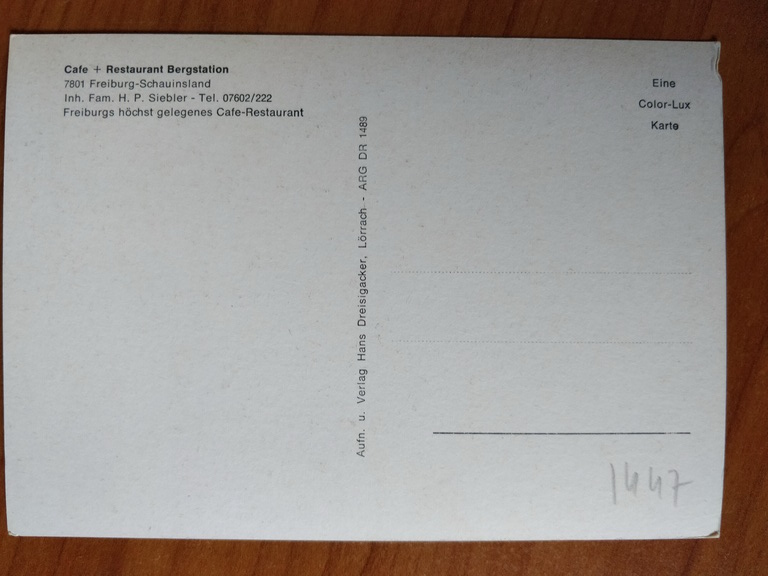 Cafe + Restaurant Bergstation
7801 Freiburg-Schauinsland
Inh. Fam. H. P. Siebler - Tel. 07602/222
Freiburgs höchst gelegenes Cafe-Restaurant
Aufn. u. Verlag Hans Dreisigacker, Lörrach - ARG DR 1489
Eine
Color-Lux
Karte
1447